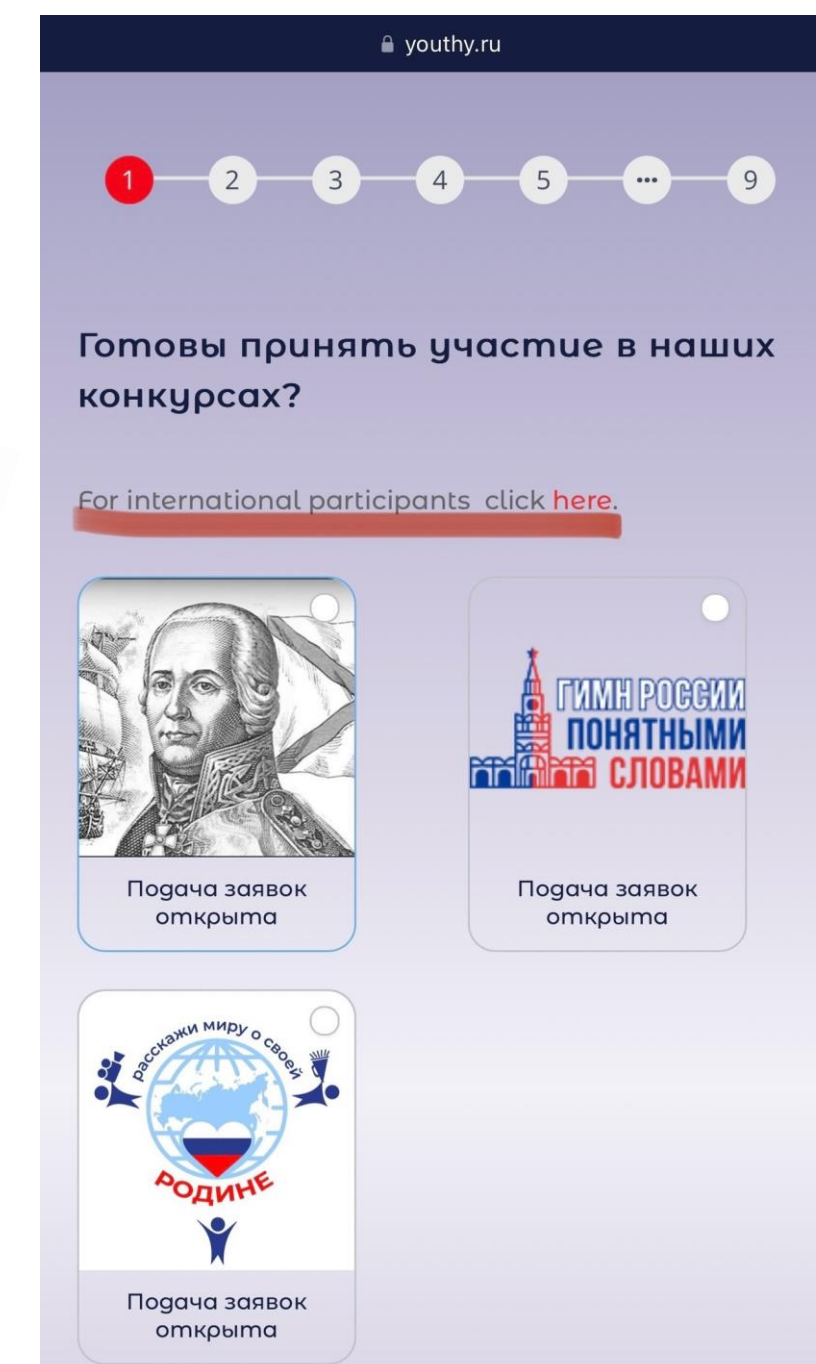 youthy.ru
1 2 3 4 5 ... 9
Готовы принять участие в наших
конкурсах?
For international participants click here.
ГИМН РОССИИ
ПОНЯТНЫМИ
СЛОВАМИ
Подача заявок
открыта
Подача заявок
открыта
расскажи миру о своей
РОДИНЕ
Подача заявок
открыта